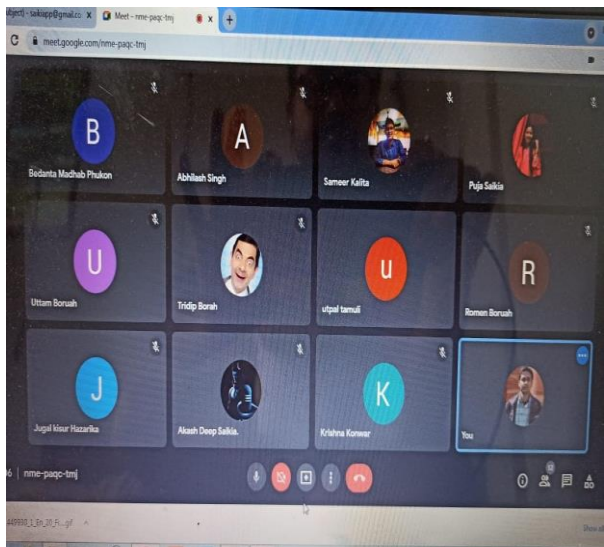 Meet - nme-paqc-tmj
meet.google.com/nme-paqc-tmj
B
Bedanta Madhab Phukon
A
Abhilash Singh
Sameer Kalita
Puja Saikia
U
Uttam Boruah
Tridip Borah
u
utpal tamuli
R
Romen Boruah
J
Jugal kisur Hazarika
Akash Deep Saikia.
K
Krishna Konwar
You
nme-paqc-tmj
12